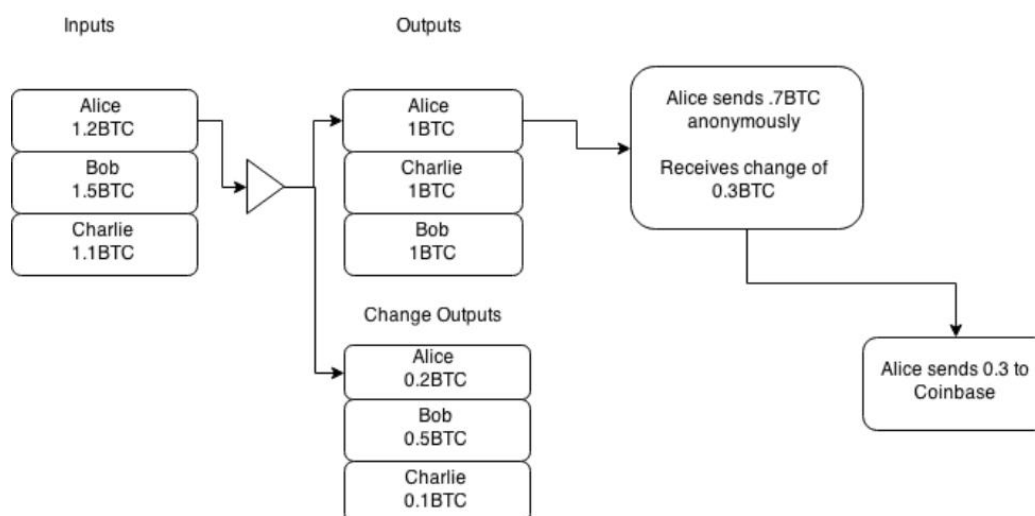 Inputs
Outputs
Alice
1.2BTC
Bob
1.5BTC
Charlie
1.1BTC
Alice
1BTC
Charlie
1BTC
Bob
1BTC
Alice sends .7BTC
anonymously
Receives change of
0.3BTC
Change Outputs
Alice
0.2BTC
Bob
0.5BTC
Charlie
0.1BTC
Alice sends 0.3 to
Coinbase